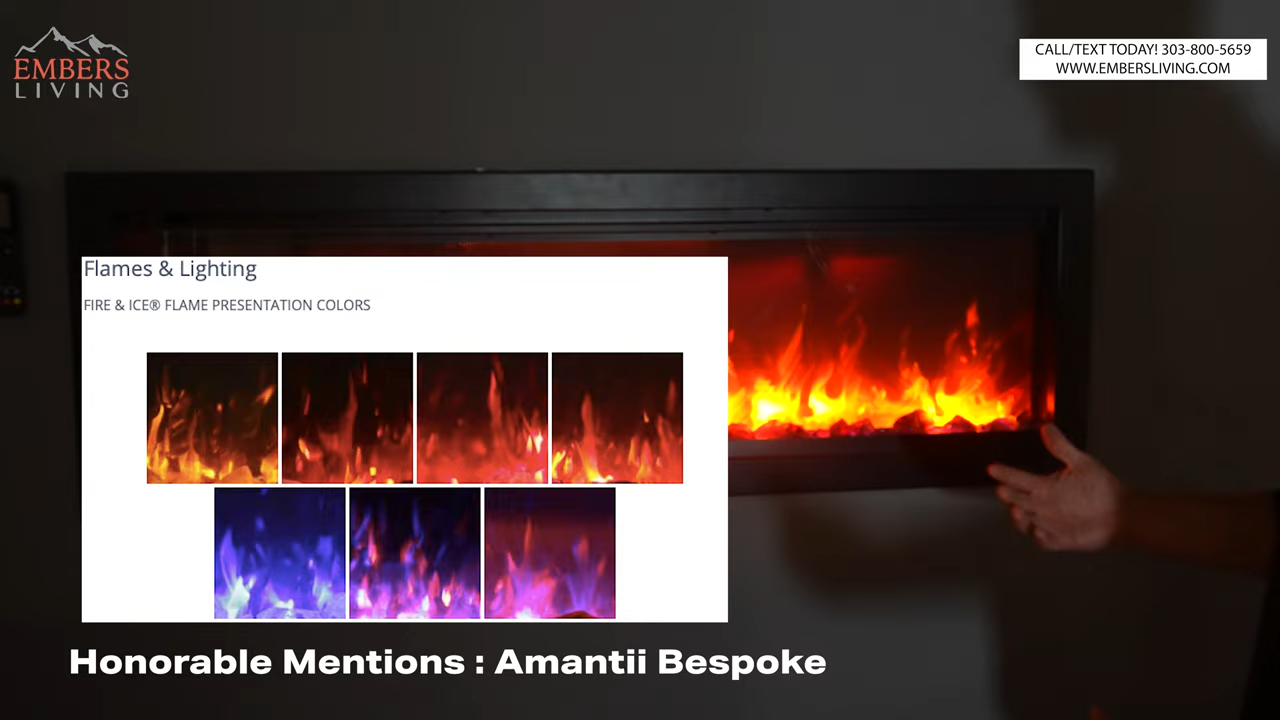 EMBERS
LIVING
CALL/TEXT TODAY! 303-800-5659
WWW.EMBERSLIVING.COM
Flames & Lighting
FIRE & ICE® FLAME PRESENTATION COLORS
Honorable Mentions : Amantii Bespoke